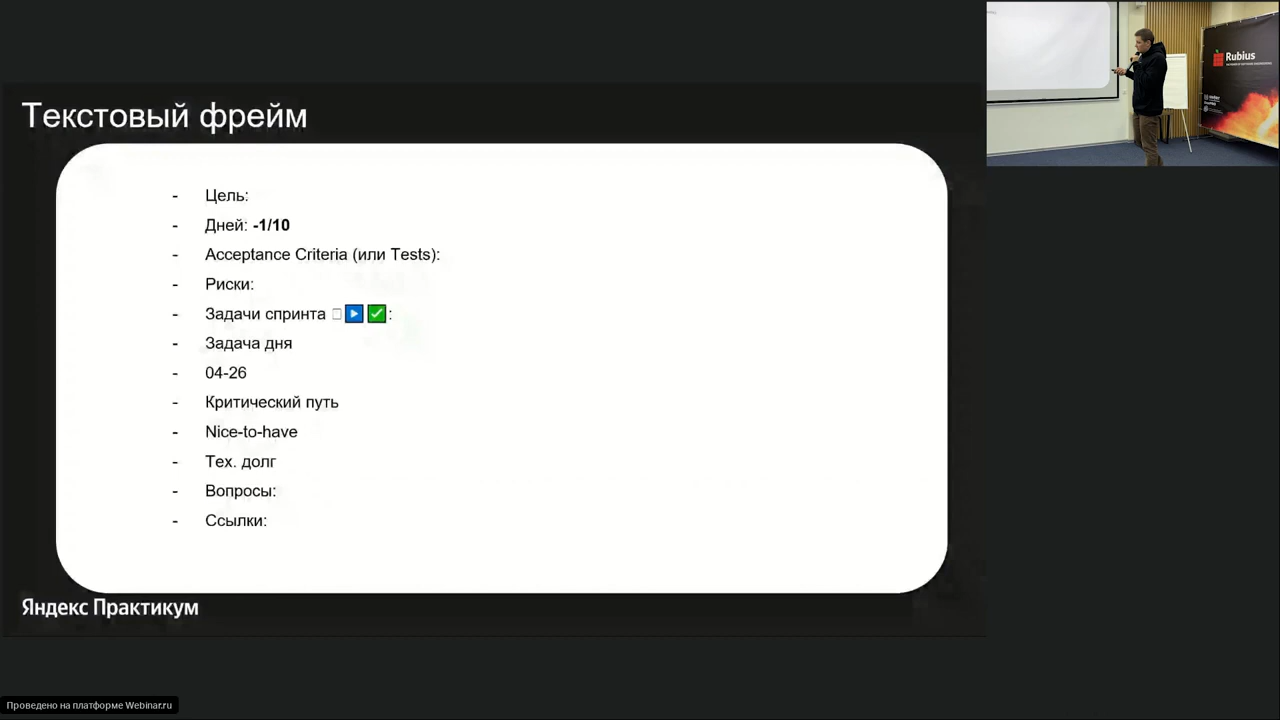 Текстовый фрейм
- Цель:
- Дней: -1/10
- Acceptance Criteria (или Tests):
- Риски:
- Задачи спринта ▶️ ✅ :
- Задача дня
- 04-26
- Критический путь
- Nice-to-have
- Тех. долг
- Вопросы:
- Ссылки:
Яндекс Практикум
Rubius
Проведено на платформе Webinar.ru